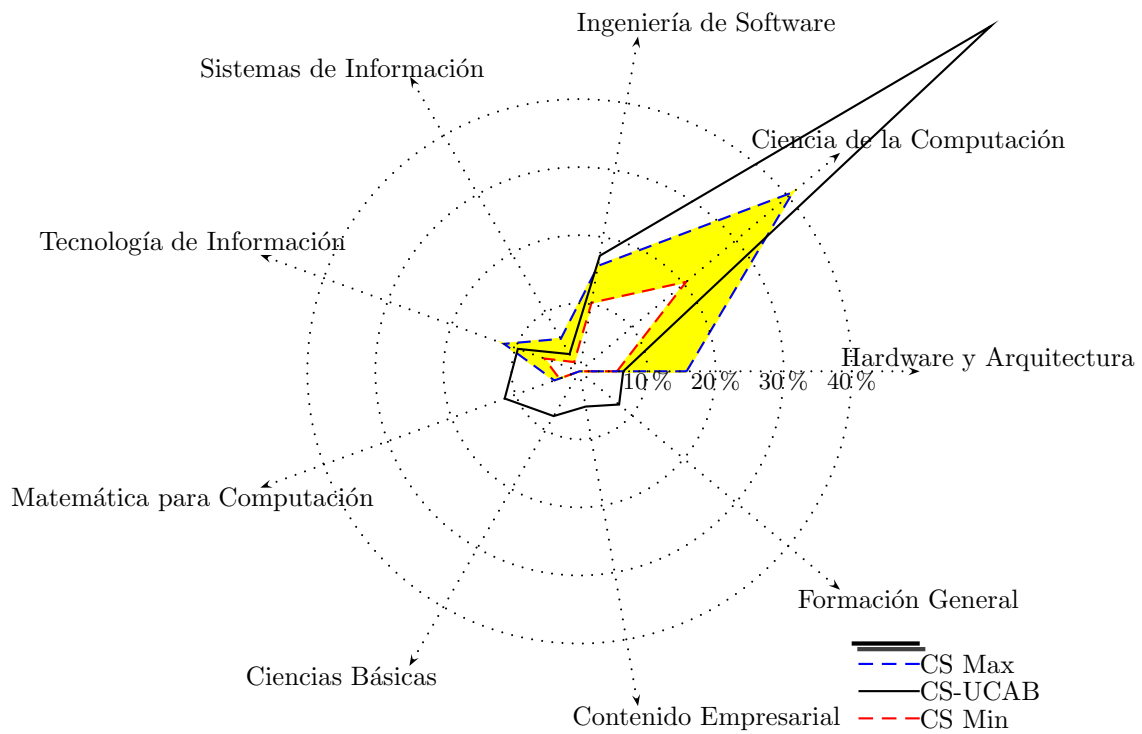 Ingeniería de Software
Sistemas de Información
Ciencia de la Computación
Tecnología de Información
Hardware y Arquitectura
10 % 20 % 30 % 40 %
Matemática para Computación
Formación General
Ciencias Básicas
Contenido Empresarial
CS Max
CS-UCAB
CS Min